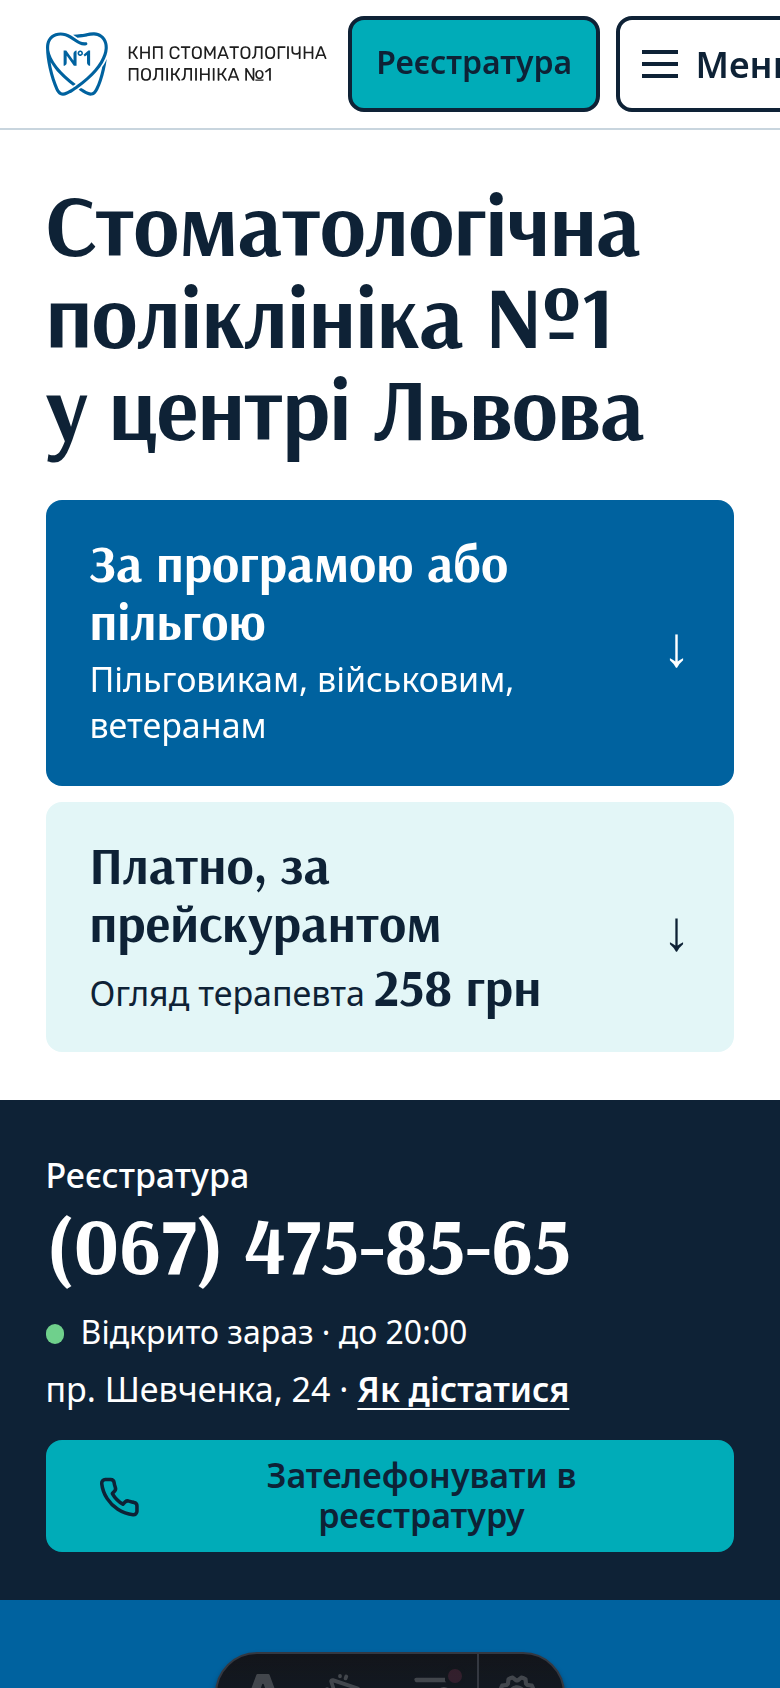 №1
КНП СТОМАТОЛОГІЧНА
ПОЛІКЛІНІКА №1
Реєстратура
Мен
Стоматологічна
поліклініка №1
у центрі Львова
За програмою або
пільгою
Пільговикам, військовим,
ветеранам
↓
Платно, за
прейскурантом
Огляд терапевта 258 грн
↓
Реєстратура
(067) 475-85-65
Відкрито зараз · до 20:00
пр. Шевченка, 24 · Як дістатися
Зателефонувати в
реєстратуру